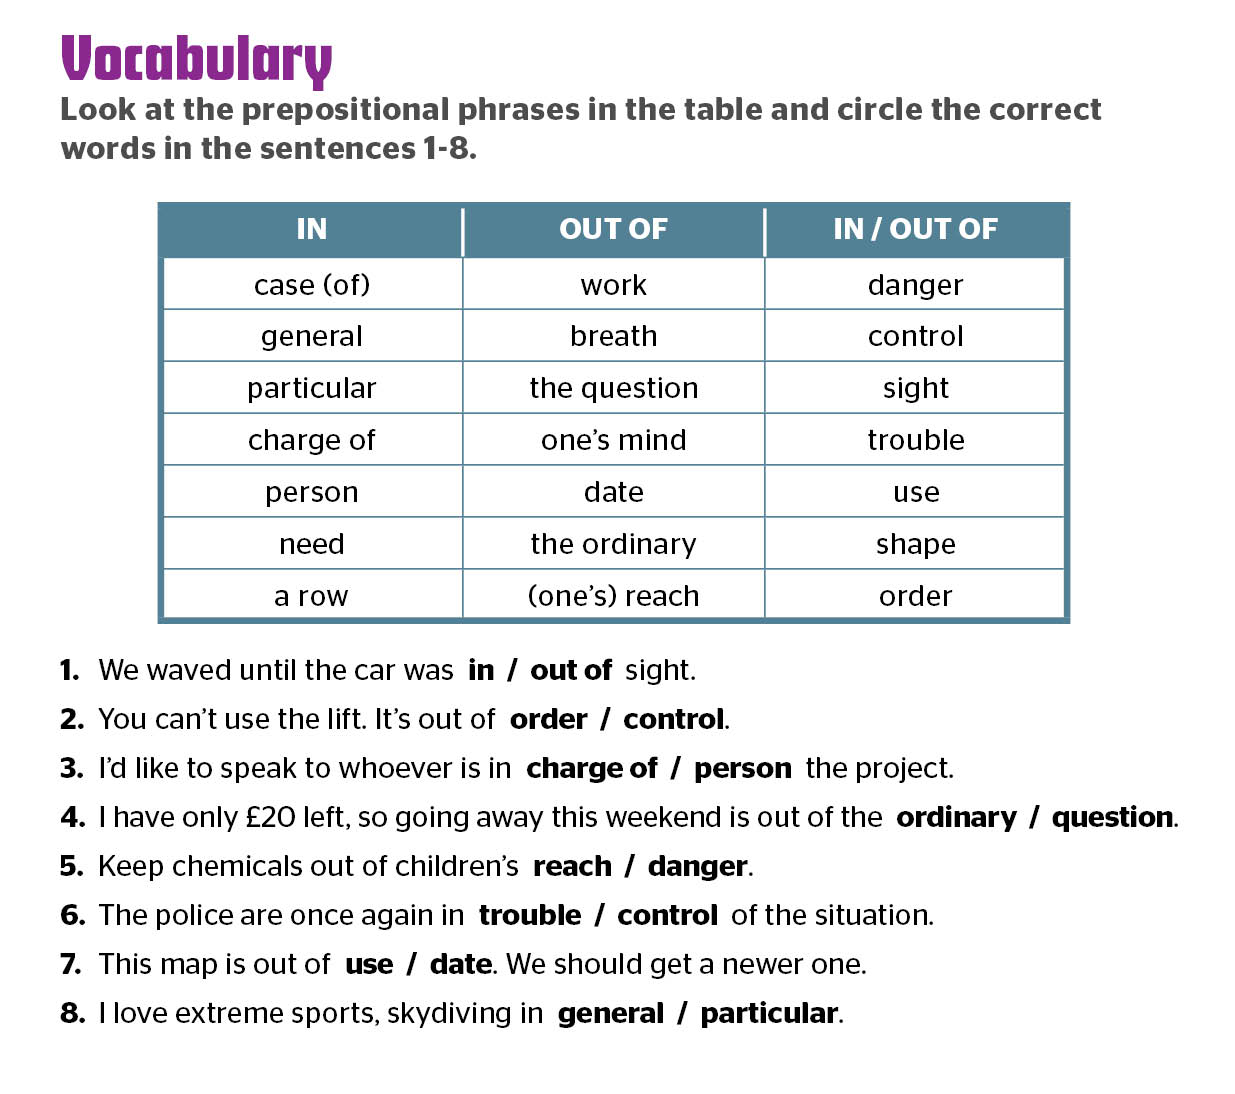 Vocabulary
Look at the prepositional phrases in the table and circle the correct
words in the sentences 1-8.
IN OUT OF IN / OUT OF
case (of) work danger
general breath control
particular the question sight
charge of one’s mind trouble
person date use
need the ordinary shape
a row (one’s) reach order
1. We waved until the car was in / out of sight.
2. You can’t use the lift. It’s out of order / control.
3. I’d like to speak to whoever is in charge of / person the project.
4. I have only £20 left, so going away this weekend is out of the ordinary / question.
5. Keep chemicals out of children’s reach / danger.
6. The police are once again in trouble / control of the situation.
7. This map is out of use / date. We should get a newer one.
8. I love extreme sports, skydiving in general / particular.